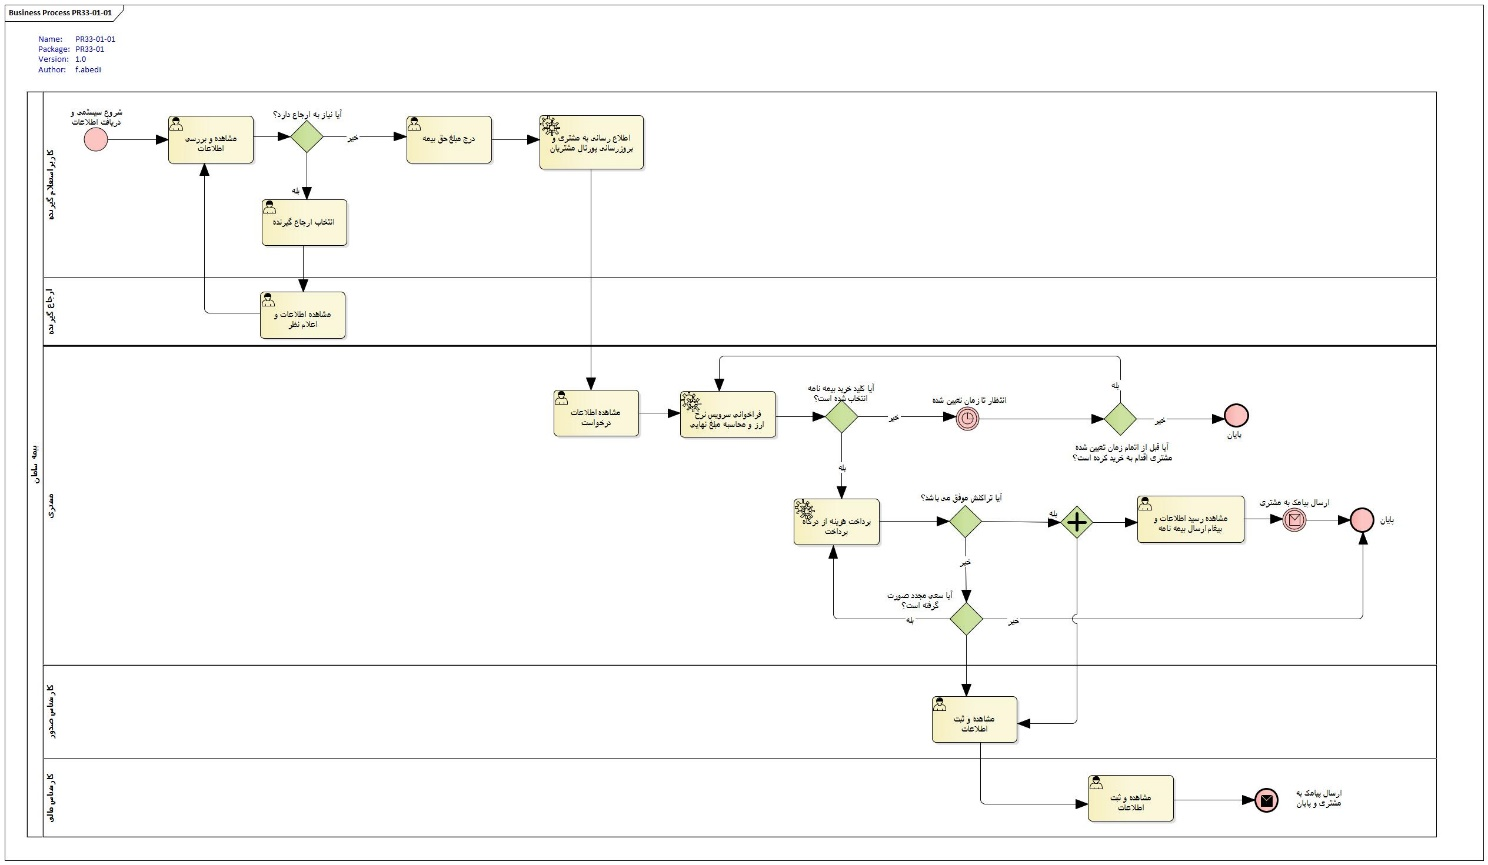 Business Process PR33-01-01
Name: PR33-01-01
Package: PR33-01
Version: 1.0
Author: f.abedi
بیمه سامان
کاربر استعلام گیرنده
شروع سیستمی و
دریافت اطلاعات
مشاهده و بررسی
اطلاعات
آیا نیاز به ارجاع دارد؟
خیر
بله
درج مبلغ حق بیمه
اطلاع رسانی به مشتری و
بروزرسانی پورتال مشتریان
انتخاب ارجاع گیرنده
ارجاع گیرنده
مشاهده اطلاعات و
اعلام نظر
مشتری
مشاهده اطلاعات
درخواست
فراخوانی سرویس نرخ
ارز و محاسبه مبلغ نهایی
آیا کلید خرید بیمه نامه
انتخاب شده است؟
خیر
بله
انتظار تا زمان تعیین شده
بله
خیر
آیا قبل از اتمام زمان تعیین شده
مشتری اقدام به خرید کرده است؟
پایان
پرداخت هزینه از درگاه
پرداخت
آیا تراکنش موفق می باشد؟
بله
خیر
مشاهده رسید اطلاعات و
پیغام ارسال بیمه نامه
ارسال پیامک به مشتری
پایان
آیا سعی مجدد صورت
گرفته است؟
بله
خیر
کارشناس صدور
مشاهده و ثبت
اطلاعات
کارشناس مالی
مشاهده و ثبت
اطلاعات
ارسال پیامک به
مشتری و پایان